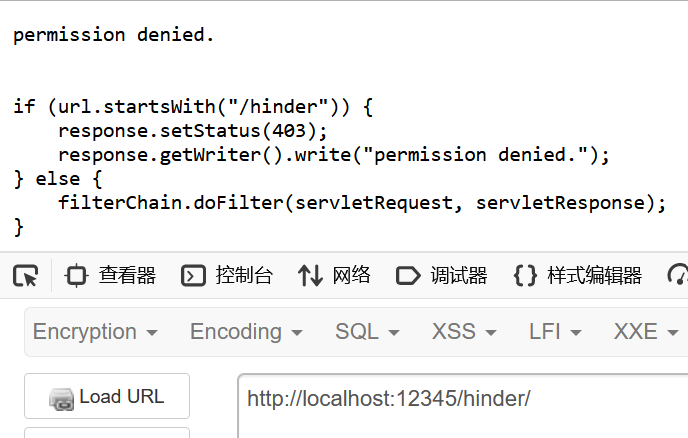 permission denied.
if (url.startsWith("/hinder")) {
    response.setStatus(403);
    response.getWriter().write("permission denied.");
} else {
    filterChain.doFilter(servletRequest, servletResponse);
}
查看器 控制台 网络 调试器 {} 样式编辑器
Encryption Encoding SQL XSS LFI XXE
Load URL http://localhost:12345/hinder/